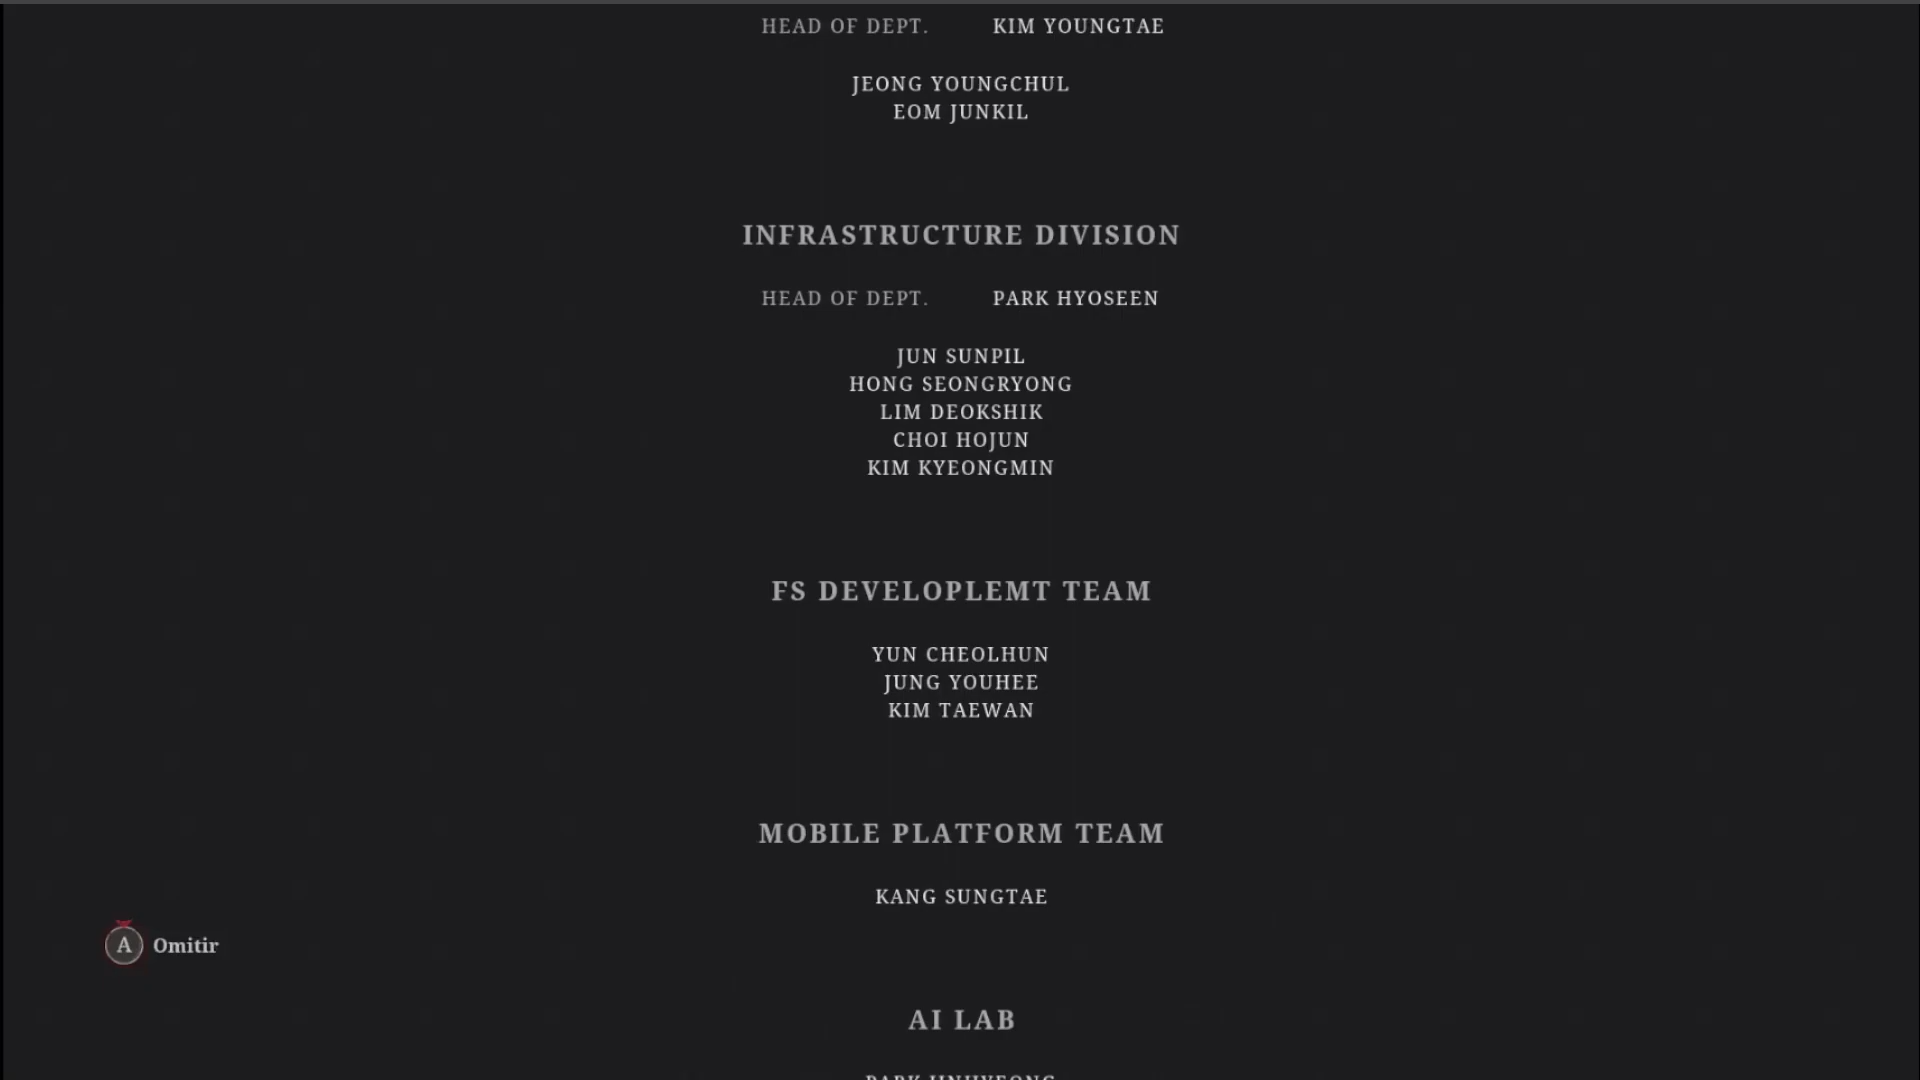 HEAD OF DEPT. KIM YOUNGTAE
JEONG YOUNGCHUL
EOM JUNKIL
INFRASTRUCTURE DIVISION
HEAD OF DEPT. PARK HYOSEEN
JUN SUNPIL
HONG SEONGRYONG
LIM DEOKSHIK
CHOI HOJUN
KIM KYEONGMIN
FS DEVELOPLEMT TEAM
YUN CHEOLHUN
JUNG YOUHEE
KIM TAEWAN
MOBILE PLATFORM TEAM
KANG SUNGTAE
A Omitir
AI LAB
PARK